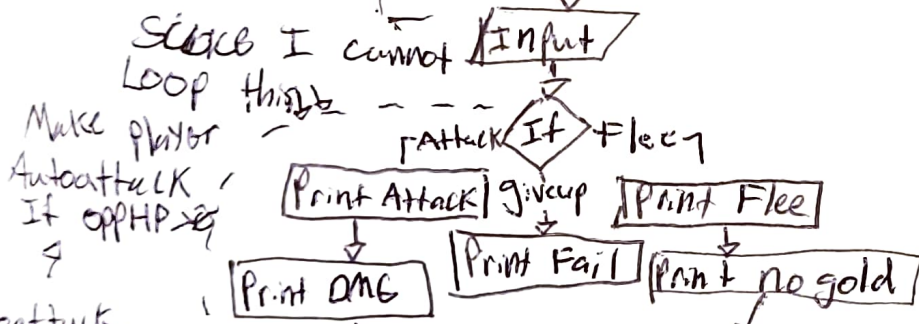 Since I cannot
Loop things
Make player
Autoattack
If oppHP
Input
If
Attack
Flee
giveup
Print Attack
Print Flee
Print DMG
Print Fail
Print no gold